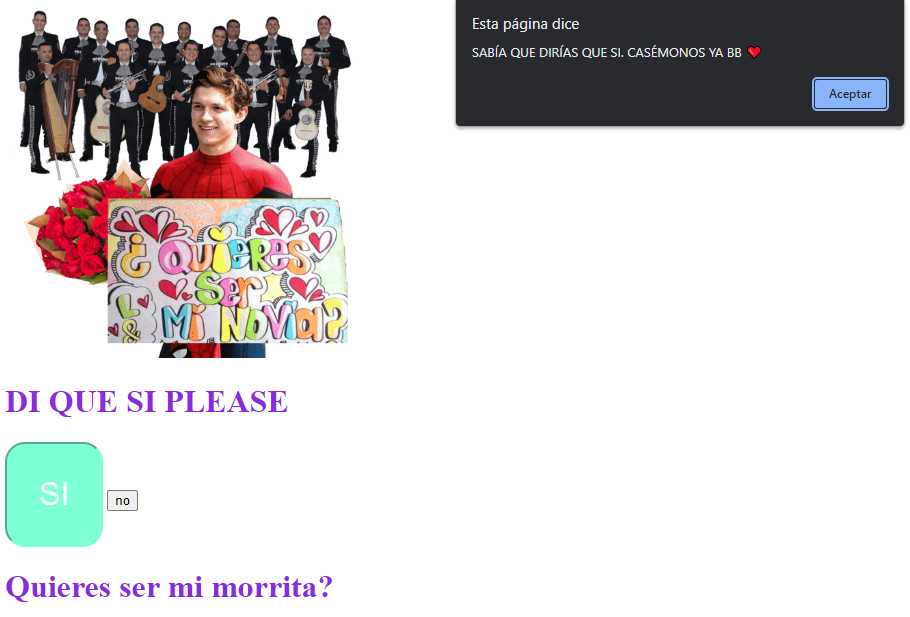 Esta página dice
SABÍA QUE DIRÍAS QUE SI. CASÉMONOS YA BB ❤️
Aceptar
¿QUIERES
SER
MI NOVIA?
L
&
DI QUE SI PLEASE
SI
no
Quieres ser mi morrita?